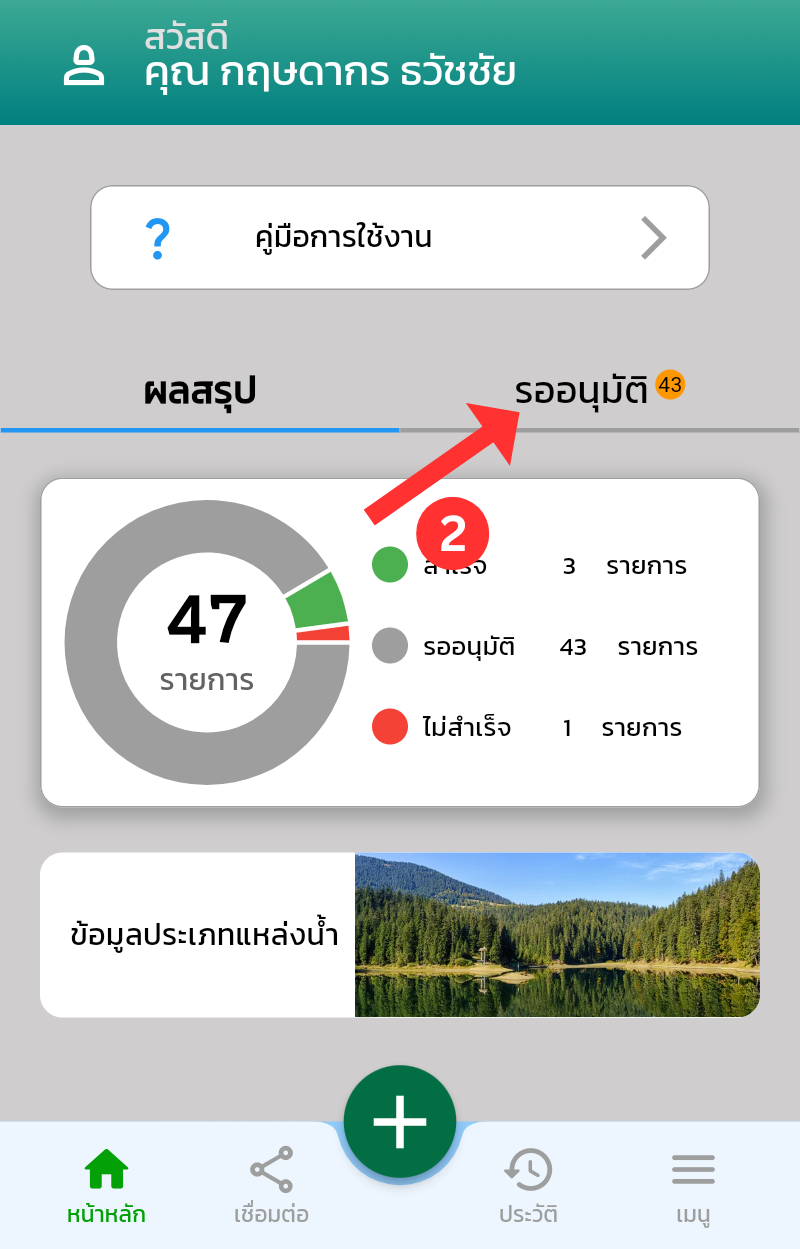 สวัสดี
คุณ กฤษดากร ธวัชชัย
?
คู่มือการใช้งาน
ผลสรุป
รออนุมัติ 43
2
47
รายการ
สำเร็จ 3 รายการ
รออนุมัติ 43 รายการ
ไม่สำเร็จ 1 รายการ
ข้อมูลประเภทแหล่งน้ำ
หน้าหลัก
เชื่อมต่อ
ประวัติ
เมนู